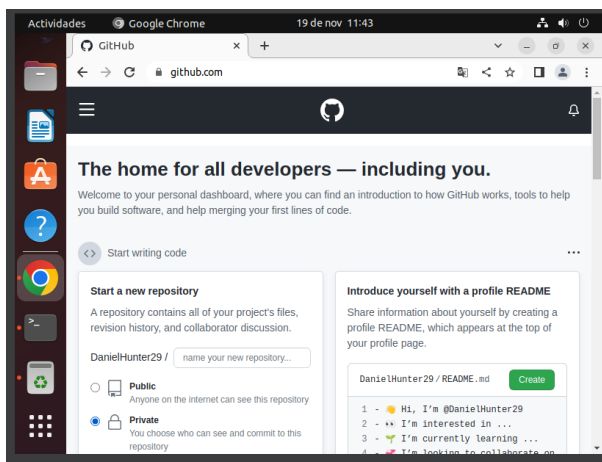 Actividades
Google Chrome
19 de nov 11:43
GitHub
github.com
The home for all developers — including you.
Welcome to your personal dashboard, where you can find an introduction to how GitHub works, tools to help
you build software, and help merging your first lines of code.
<> Start writing code
Start a new repository
A repository contains all of your project's files,
revision history, and collaborator discussion.
DanielHunter29 / name your new repository...
Public
Anyone on the internet can see this repository
Private
You choose who can see and commit to this
repository
Introduce yourself with a profile README
Share information about yourself by creating a
profile README, which appears at the top of
your profile page.
DanielHunter29/README.md
Create
1 - 👋 Hi, I'm @DanielHunter29
2 - 👀 I'm interested in ...
3 - 🌱 I'm currently learning ...
4 - 💞️ I'm looking to collaborate on